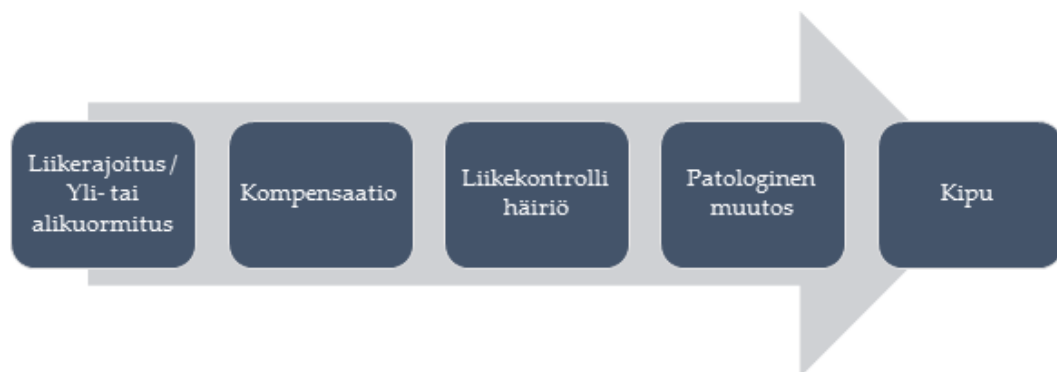 Liikerajoitus /
Yli- tai
alikuormitus
Kompensaatio
Liikekontrolli
häiriö
Patologinen
muutos
Kipu